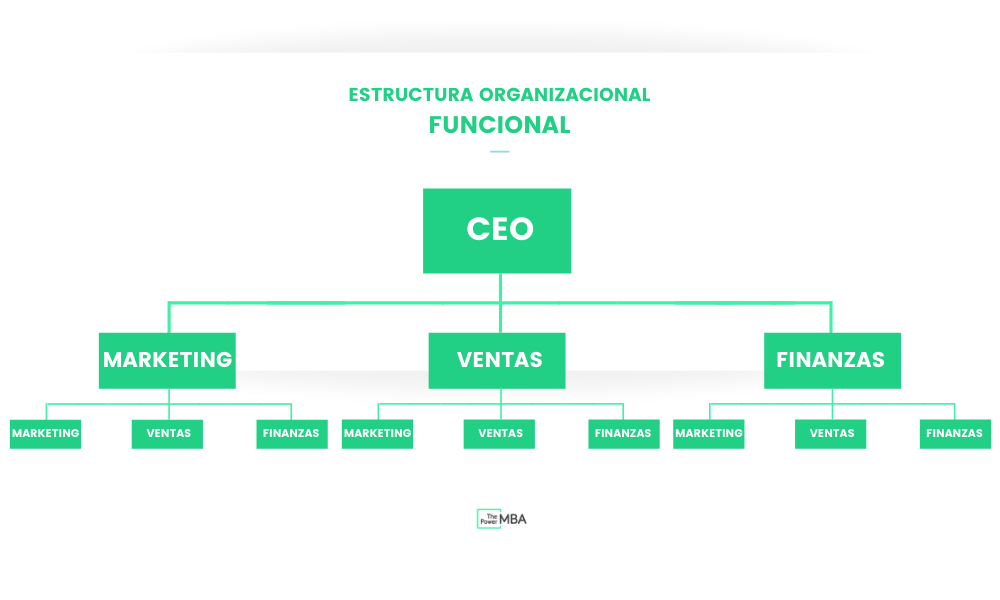 ESTRUCTURA ORGANIZACIONAL
FUNCIONAL
CEO
MARKETING VENTAS FINANZAS
MARKETING VENTAS FINANZAS MARKETING VENTAS FINANZAS MARKETING VENTAS FINANZAS
The
Power MBA